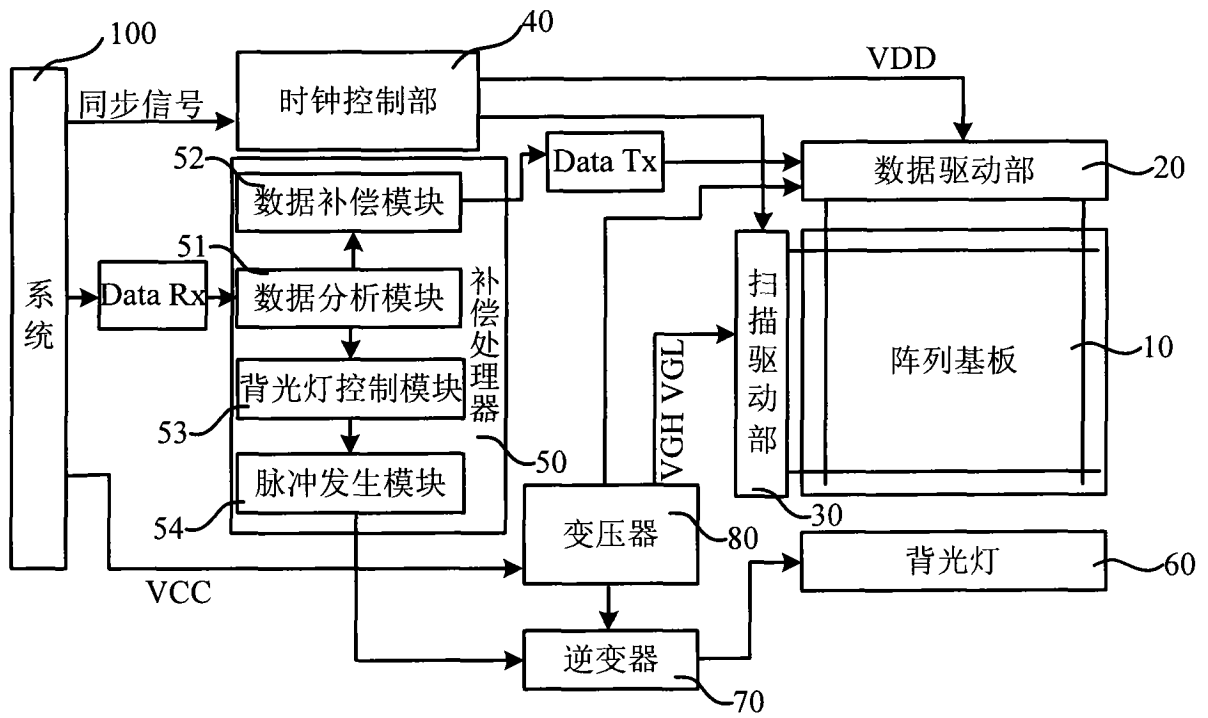 100
40
VDD
同步信号
时钟控制部
52
Data Tx
数据驱动部
20
数据补偿模块
51
系统
Data Rx
数据分析模块
补偿处理器
扫描驱动部
阵列基板
10
VGH VGL
背光灯控制模块
53
50
脉冲发生模块
54
30
变压器
80
背光灯
60
VCC
逆变器
70